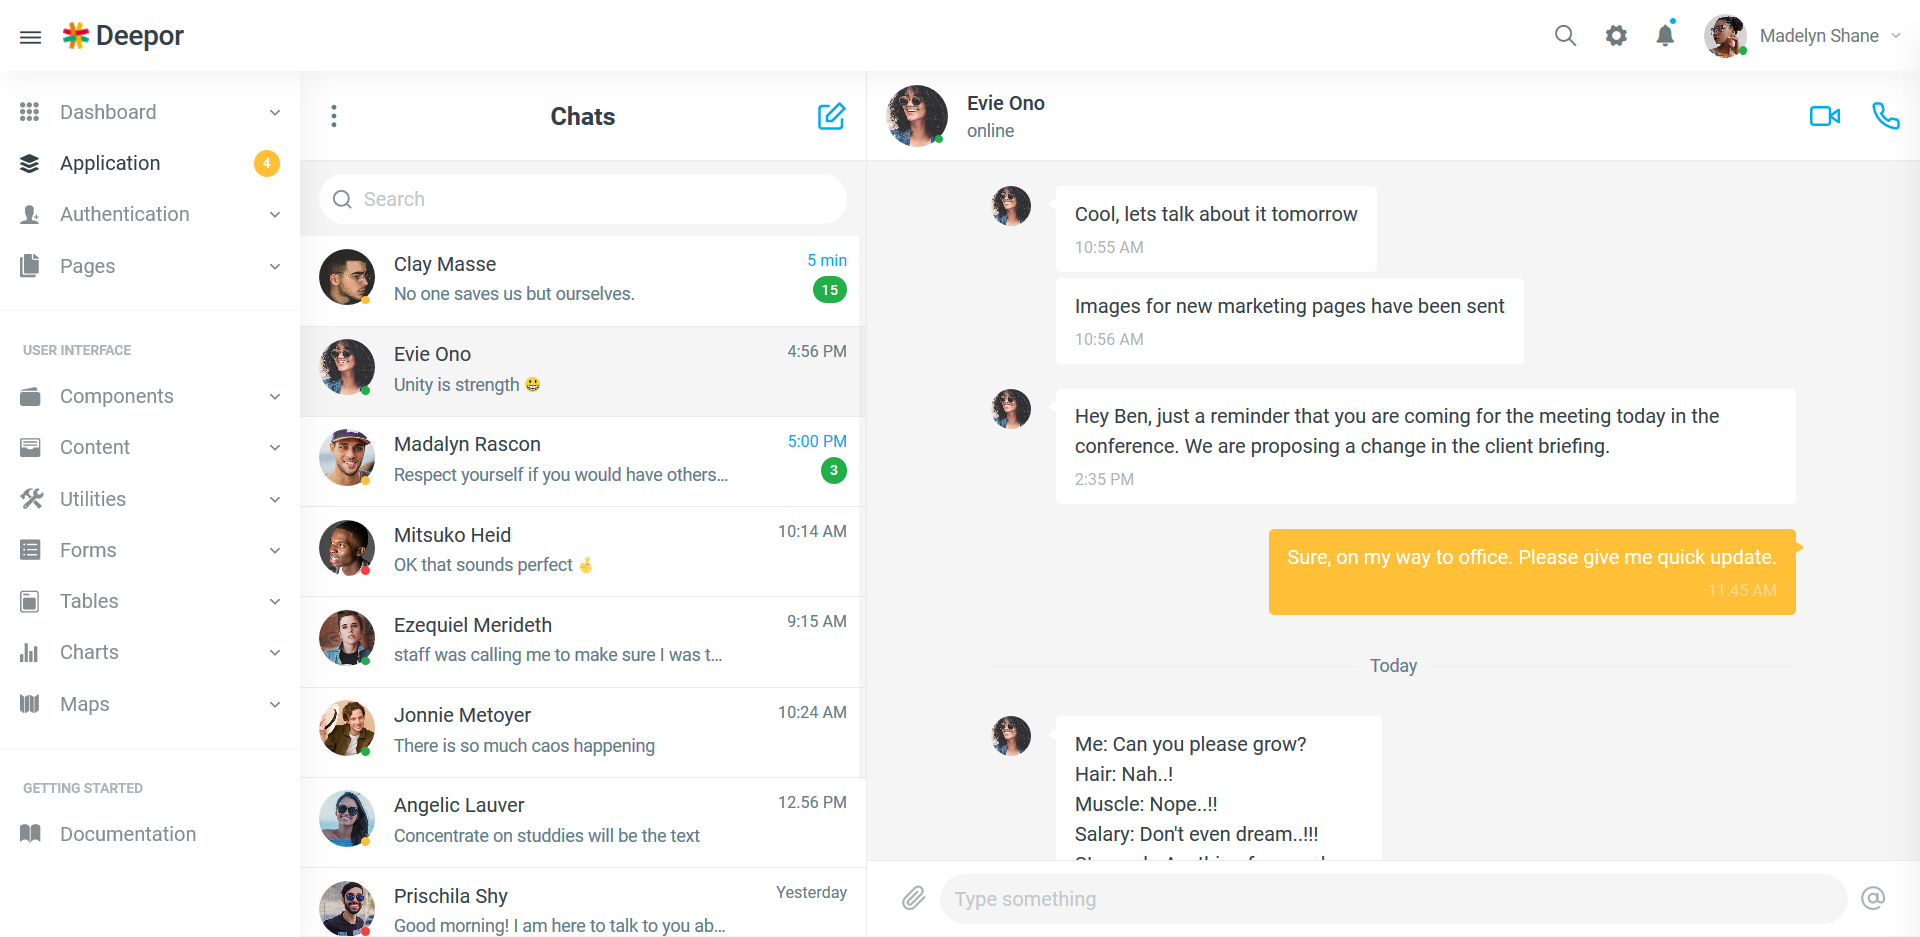 Deepor
Madelyn Shane
Dashboard
Application
4
Authentication
Pages
USER INTERFACE
Components
Content
Utilities
Forms
Tables
Charts
Maps
GETTING STARTED
Documentation
Chats
Search
Clay Masse
5 min
No one saves us but ourselves.
15
Evie Ono
4:56 PM
Unity is strength 😀
Madalyn Rascon
5:00 PM
Respect yourself if you would have others...
3
Mitsuko Heid
10:14 AM
OK that sounds perfect 🤞
Ezequiel Merideth
9:15 AM
staff was calling me to make sure I was t...
Jonnie Metoyer
10:24 AM
There is so much caos happening
Angelic Lauver
12.56 PM
Concentrate on studdies will be the text
Prischila Shy
Yesterday
Good morning! I am here to talk to you ab...
Evie Ono
online
Cool, lets talk about it tomorrow
10:55 AM
Images for new marketing pages have been sent
10:56 AM
Hey Ben, just a reminder that you are coming for the meeting today in the
conference. We are proposing a change in the client briefing.
2:35 PM
Sure, on my way to office. Please give me quick update.
11:45 AM
Today
Me: Can you please grow?
Hair: Nah..!
Muscle: Nope..!!
Salary: Don't even dream..!!!
Type something